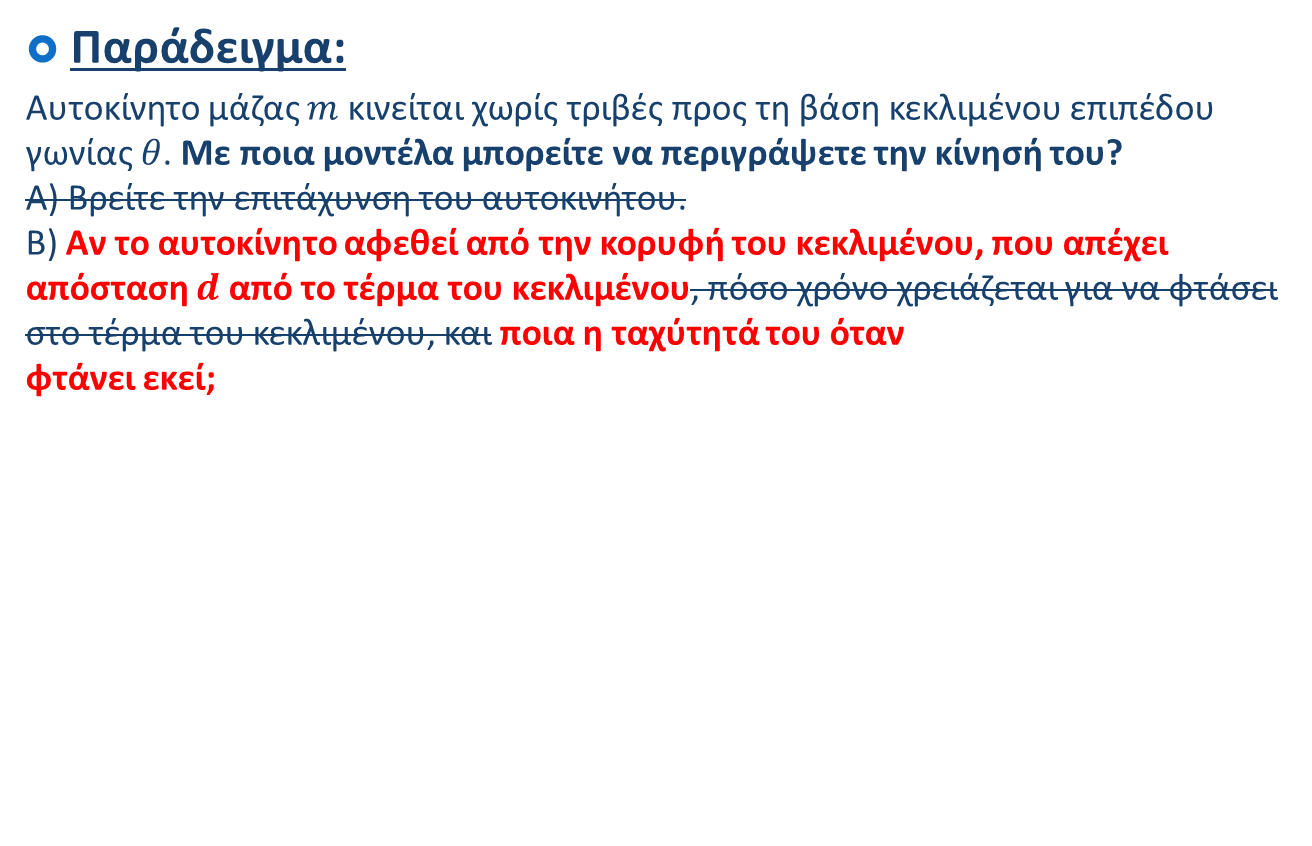 Παράδειγμα:
Αυτοκίνητο μάζας m κινείται χωρίς τριβές προς τη βάση κεκλιμένου επιπέδου
γωνίας θ. Με ποια μοντέλα μπορείτε να περιγράψετε την κίνησή του?
Α) Βρείτε την επιτάχυνση του αυτοκινήτου.
Β) Αν το αυτοκίνητο αφεθεί από την κορυφή του κεκλιμένου, που απέχει
απόσταση d από το τέρμα του κεκλιμένου, πόσο χρόνο χρειάζεται για να φτάσει
στο τέρμα του κεκλιμένου, και ποια η ταχύτητά του όταν
φτάνει εκεί;